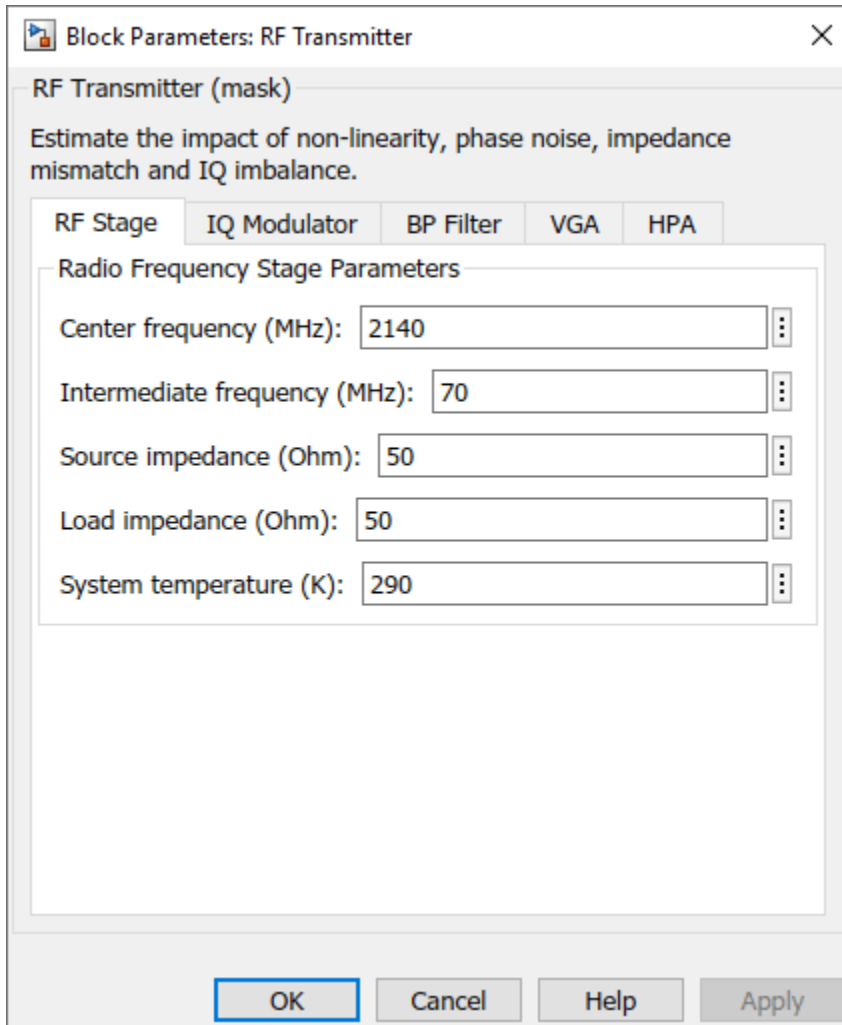 Block Parameters: RF Transmitter
RF Transmitter (mask)
Estimate the impact of non-linearity, phase noise, impedance
mismatch and IQ imbalance.
RF Stage IQ Modulator BP Filter VGA HPA
Radio Frequency Stage Parameters
Center frequency (MHz): 2140
Intermediate frequency (MHz): 70
Source impedance (Ohm): 50
Load impedance (Ohm): 50
System temperature (K): 290
OK Cancel Help Apply